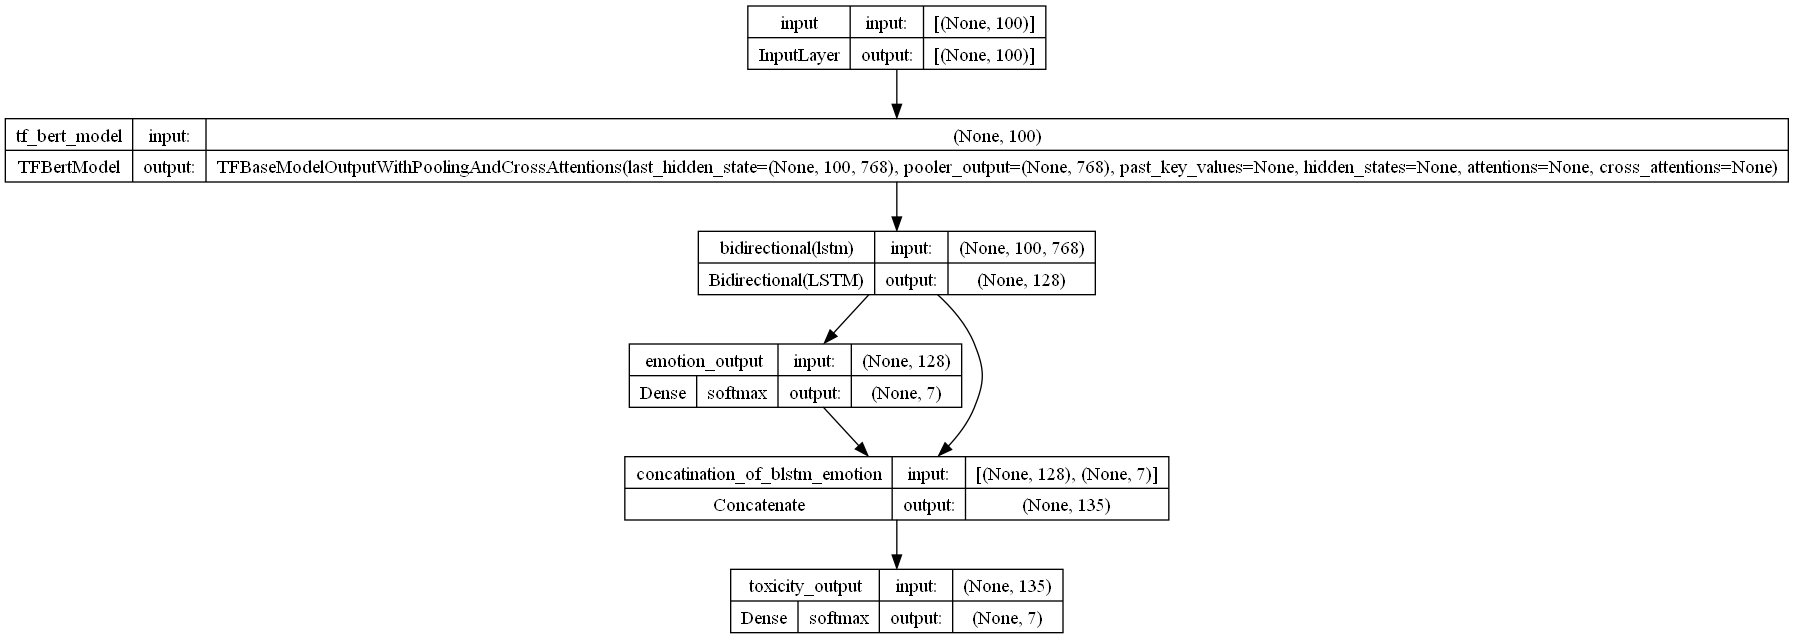 input input: [(None, 100)]
InputLayer output: [(None, 100)]
tf_bert_model input: (None, 100)
TFBertModel output: TFBaseModelOutputWithPoolingAndCrossAttentions(last_hidden_state=(None, 100, 768), pooler_output=(None, 768), past_key_values=None, hidden_states=None, attentions=None, cross_attentions=None)
bidirectional(lstm) input: (None, 100, 768)
Bidirectional(LSTM) output: (None, 128)
emotion_output input: (None, 128)
Dense softmax output: (None, 7)
concatination_of_blstm_emotion input: [(None, 128), (None, 7)]
Concatenate output: (None, 135)
toxicity_output input: (None, 135)
Dense softmax output: (None, 7)